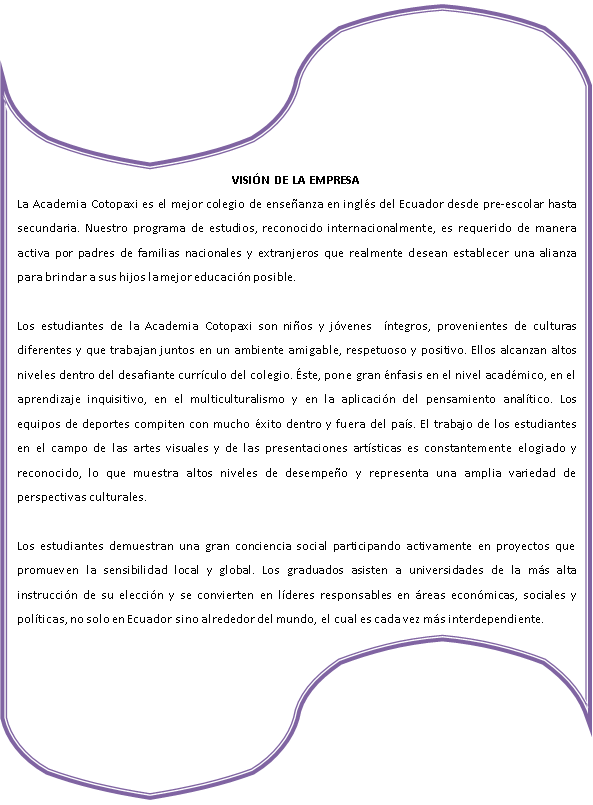 VISIÓN DE LA EMPRESA
La Academia Cotopaxi es el mejor colegio de enseñanza en inglés del Ecuador desde pre-escolar hasta
secundaria. Nuestro programa de estudios, reconocido internacionalmente, es requerido de manera
activa por padres de familias nacionales y extranjeros que realmente desean establecer una alianza
para brindar a sus hijos la mejor educación posible.
Los estudiantes de la Academia Cotopaxi son niños y jóvenes íntegros, provenientes de culturas
diferentes y que trabajan juntos en un ambiente amigable, respetuoso y positivo. Ellos alcanzan altos
niveles dentro del desafiante currículo del colegio. Éste, pone gran énfasis en el nivel académico, en el
aprendizaje inquisitivo, en el multiculturalismo y en la aplicación del pensamiento analítico. Los
equipos de deportes compiten con mucho éxito dentro y fuera del país. El trabajo de los estudiantes
en el campo de las artes visuales y de las presentaciones artísticas es constantemente elogiado y
reconocido, lo que muestra altos niveles de desempeño y representa una amplia variedad de
perspectivas culturales.
Los estudiantes demuestran una gran conciencia social participando activamente en proyectos que
promueven la sensibilidad local y global. Los graduados asisten a universidades de la más alta
instrucción de su elección y se convierten en líderes responsables en áreas económicas, sociales y
políticas, no solo en Ecuador sino alrededor del mundo, el cual es cada vez más interdependiente.